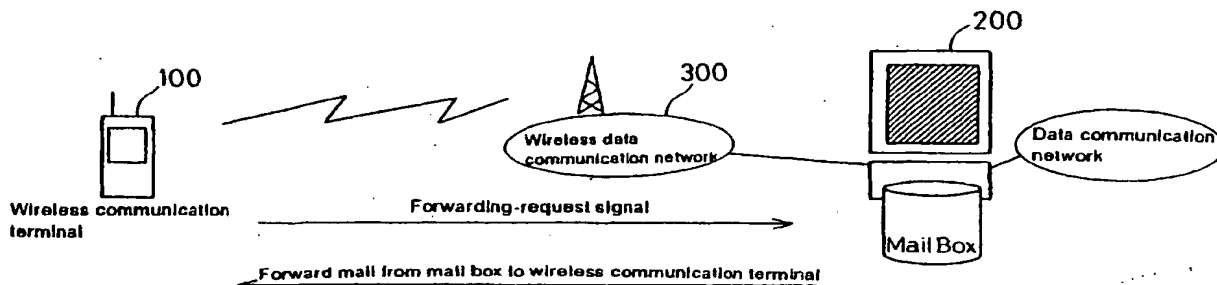 200
100
300
Wireless data
communication network
Data communication
network
Wireless communication
terminal
Forwarding-request signal
Mail Box
Forward mail from mail box to wireless communication terminal